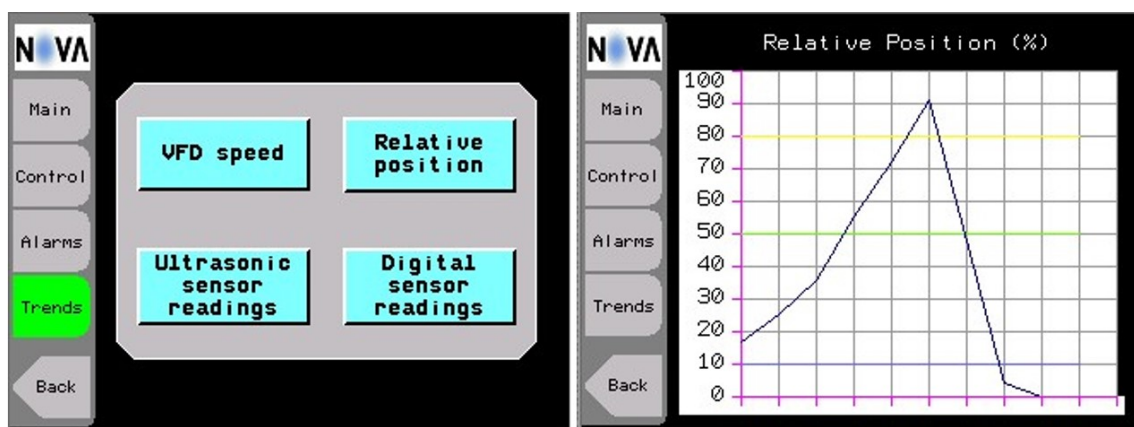 NOVA
Main
Control
Alarms
Trends
Back
VFD speed
Relative
position
Ultrasonic
sensor
readings
Digital
sensor
readings
NOVA
Main
Control
Alarms
Trends
Back
Relative Position (%)
100
90
80
70
60
50
40
30
20
10
0